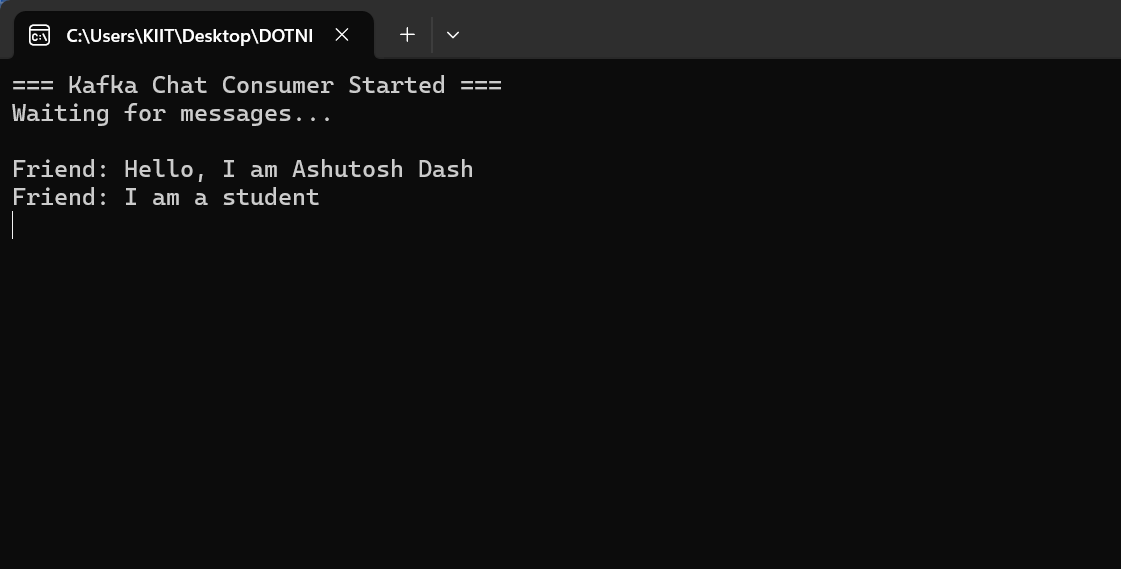 C:\Users\KIIT\Desktop\DOTNI
=== Kafka Chat Consumer Started ===
Waiting for messages...
Friend: Hello, I am Ashutosh Dash
Friend: I am a student